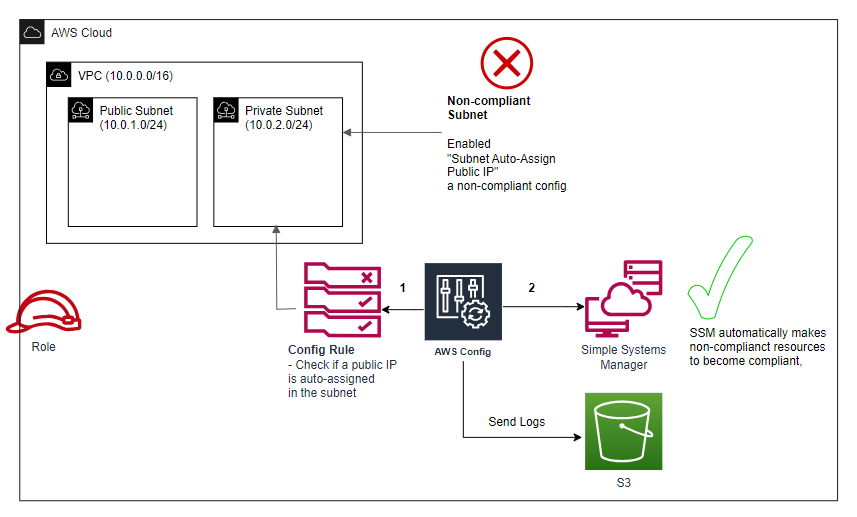 AWS Cloud
VPC (10.0.0.0/16)
Public Subnet
(10.0.1.0/24)
Private Subnet
(10.0.2.0/24)
Non-compliant
Subnet
Enabled
"Subnet Auto-Assign
Public IP"
a non-compliant config
1
2
Role
Config Rule
- Check if a public IP
is auto-assigned
in the subnet
AWS Config
Simple Systems
Manager
SSM automatically makes
non-complianct resources
to become compliant,
Send Logs
S3